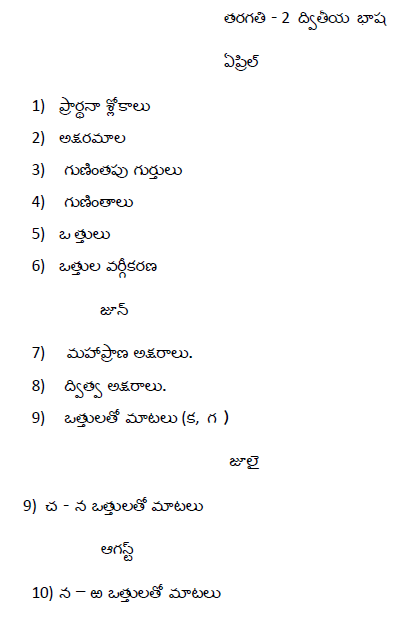 తరగతి - 2 ద్వితీయ భాష
ఏప్రిల్
1) ప్రార్థనా శ్లోకాలు
2) అక్షరమాల
3) గుణింతపు గుర్తులు
4) గుణింతాలు
5) ఒ త్తులు
6) ఒత్తుల వర్గీకరణ
జూన్
7) మహాప్రాణ అక్షరాలు.
8) ద్విత్వ అక్షరాలు.
9) ఒత్తులతో మాటలు (క, గ )
జూలై
9) చ - న ఒత్తులతో మాటలు
ఆగస్ట్
10) న – ఱ ఒత్తులతో మాటలు